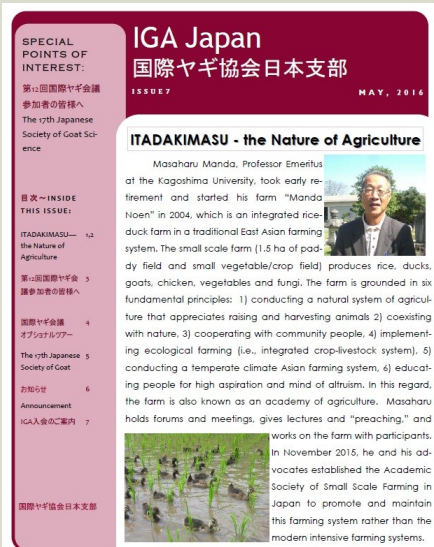 SPECIAL
POINTS OF
INTEREST:
第12回国際ヤギ会議
参加者の皆様へ
The 17th Japanese
Society of Goat Sci-
ence
目次～INSIDE
THIS ISSUE:
ITADAKIMASU— 1,2
the Nature of
Agriculture
第12回国際ヤギ会 3
議参加者の皆様へ
国際ヤギ会議 4
オプショナルツアー
The 17th Japanese 5
Society of Goat
お知らせ 6
Announcement
IGA入会のご案内 7
国際ヤギ協会日本支部
IGA Japan
国際ヤギ協会日本支部
ISSUE7 MAY, 2016
ITADAKIMASU - the Nature of Agriculture
Masaharu Manda, Professor Emeritus
at the Kagoshima University, took early re-
tirement and started his farm "Manda
Noen" in 2004, which is an integrated rice-
duck farm in a traditional East Asian farming
system. The small scale farm (1.5 ha of pad-
dy field and small vegetable/crop field) produces rice, ducks,
goats, chicken, vegetables and fungi. The farm is grounded in six
fundamental principles: 1) conducting a natural system of agricul-
ture that appreciates raising and harvesting animals 2) coexisting
with nature, 3) cooperating with community people, 4) implement-
ing ecological farming (i.e., integrated crop-livestock system), 5)
conducting a temperate climate Asian farming system, 6) educat-
ing people for high aspiration and mind of altruism. In this regard,
the farm is also known as an academy of agriculture. Masaharu
holds forums and meetings, gives lectures and "preaching," and
works on the farm with participants.
In November 2015, he and his ad-
vocates established the Academic
Society of Small Scale Farming in
Japan to promote and maintain
this farming system rather than the
modern intensive farming systems.